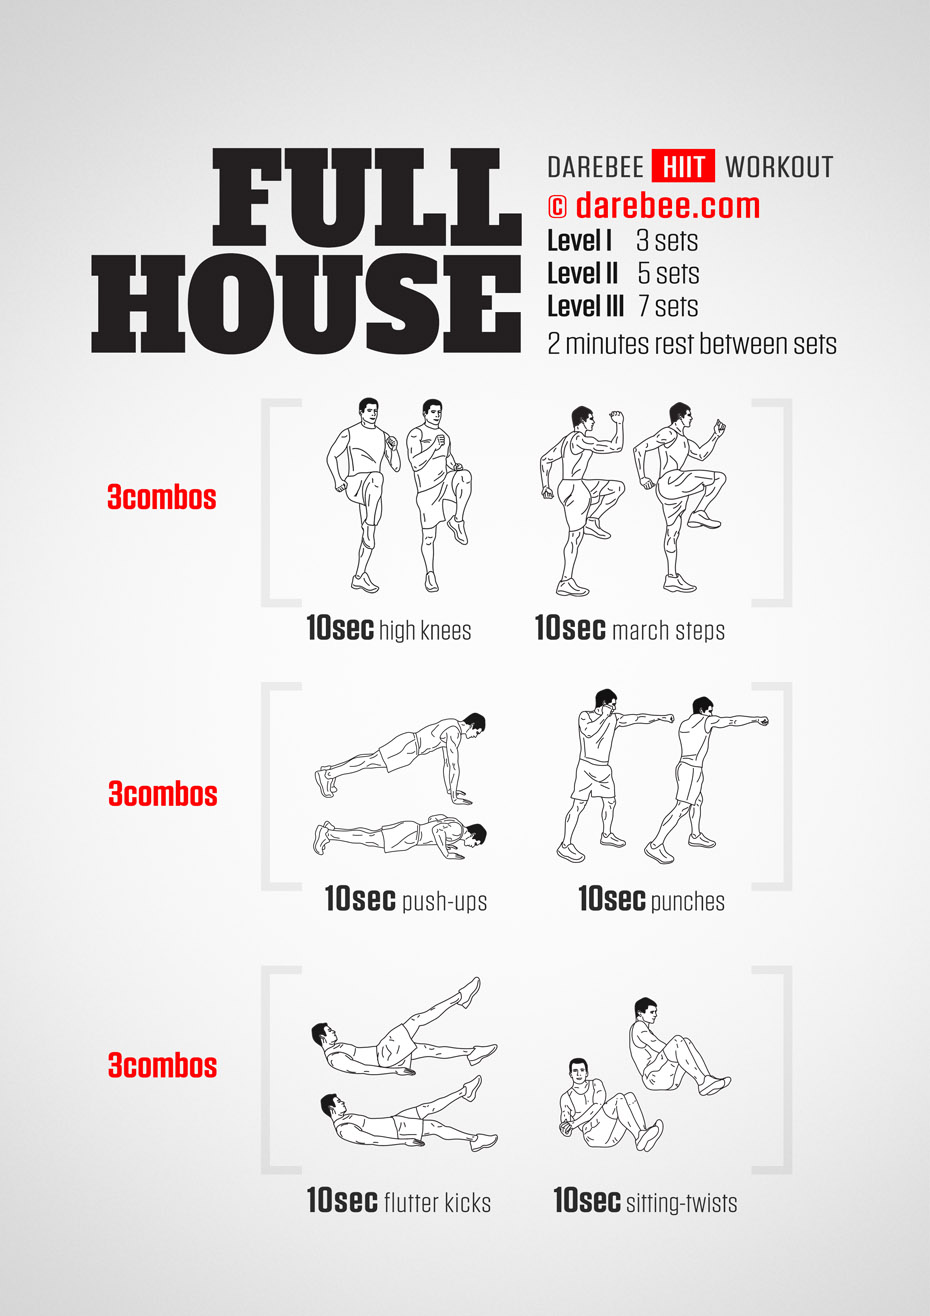 FULL
HOUSE
DAREBEE HIIT WORKOUT
© darebee.com
Level I 3 sets
Level II 5 sets
Level III 7 sets
2 minutes rest between sets
3combos
10sec high knees
10sec march steps
3combos
10sec push-ups
10sec punches
3combos
10sec flutter kicks
10sec sitting-twists